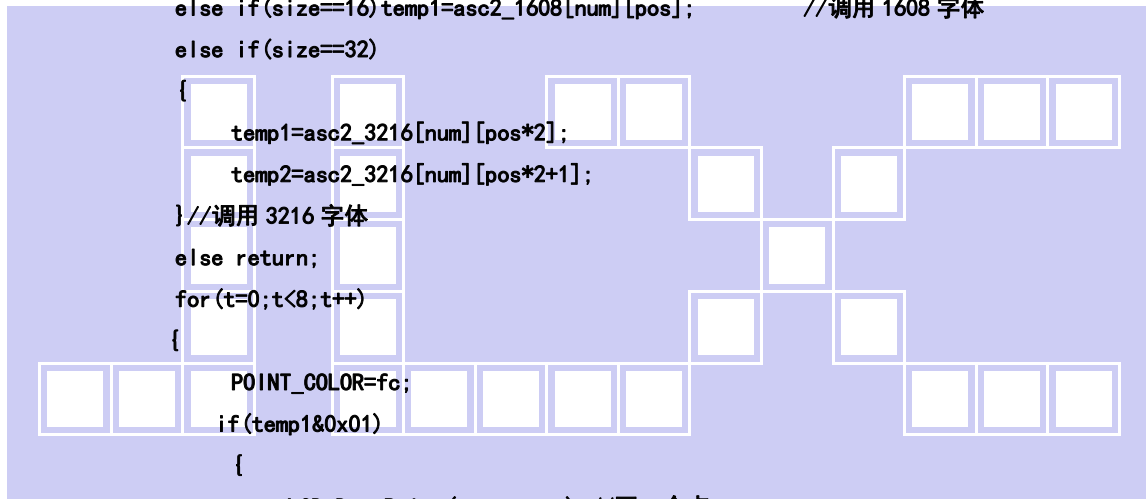 else if(size==16)temp1=asc2_1608[num][pos]; //调用 1608 字体
else if(size==32)
{
temp1=asc2_3216[num][pos*2];
temp2=asc2_3216[num][pos*2+1];
}//调用 3216 字体
else return;
for(t=0;t<8;t++)
{
POINT_COLOR=fc;
if(temp1&0x01)
{